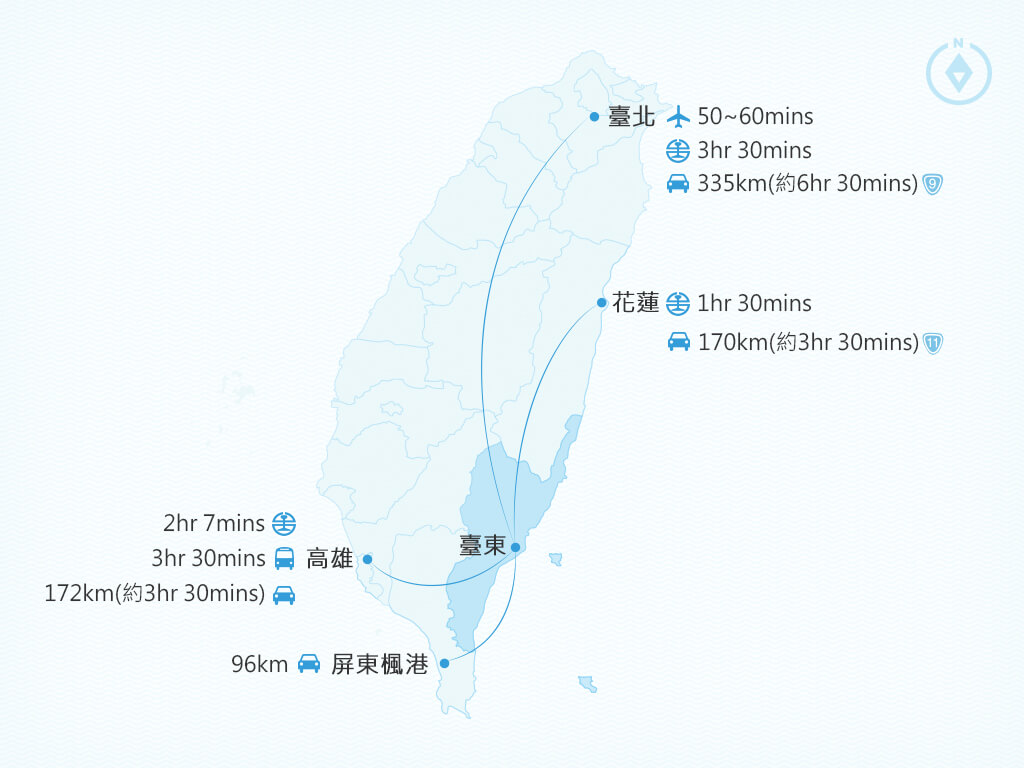 N
臺北 50~60mins
3hr 30mins
335km(約6hr 30mins) 9
花蓮 1hr 30mins
170km(約3hr 30mins) 11
2hr 7mins
3hr 30mins 高雄
172km(約3hr 30mins)
臺東
96km 屏東楓港